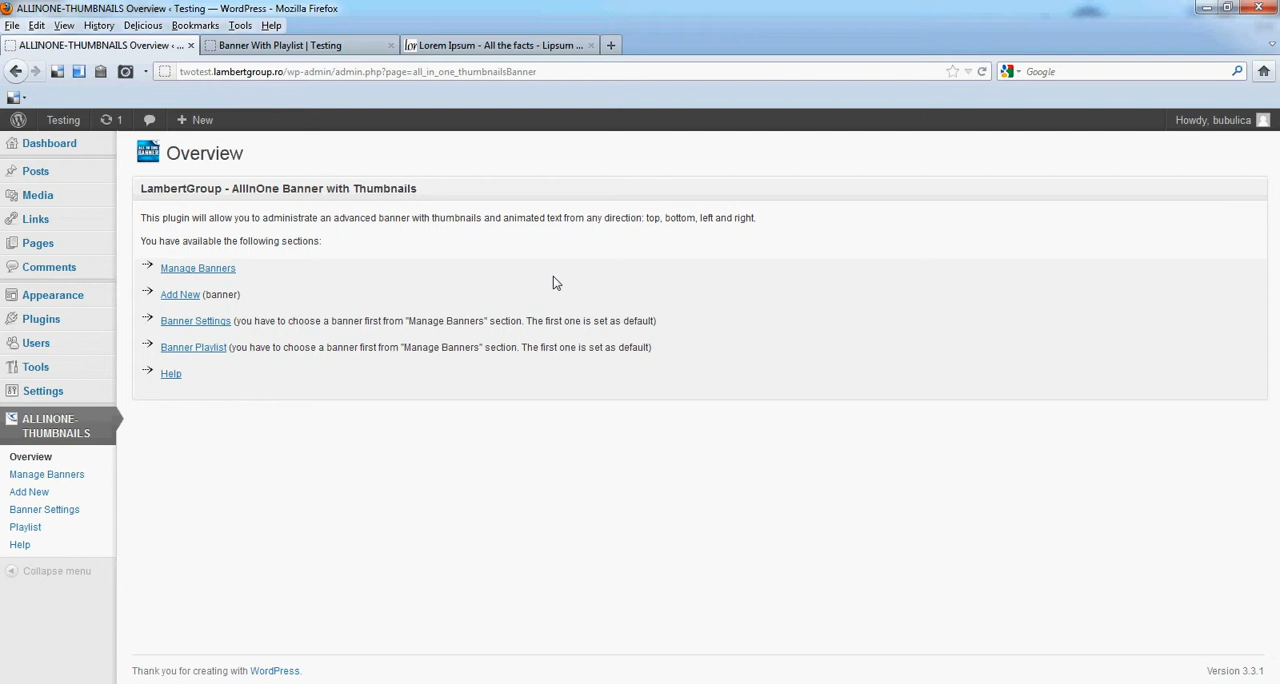 ALLINONE-THUMBNAILS Overview ‹ Testing — WordPress - Mozilla Firefox
File Edit View History Delicious Bookmarks Tools Help
ALLINONE-THUMBNAILS Overview ‹ ... × Banner With Playlist | Testing × Lorem Ipsum - All the facts - Lipsum ... × +
twotest.lambertgroup.ro/wp-admin/admin.php?page=all_in_one_thumbnailsBanner Google
Testing 1 + New Howdy, bubulica
Dashboard
Posts
Media
Links
Pages
Comments
Appearance
Plugins
Users
Tools
Settings
ALLINONE-
THUMBNAILS
Overview
Manage Banners
Add New
Banner Settings
Playlist
Help
Collapse menu
ALL IN ONE
BANNER
Overview
LambertGroup - AllInOne Banner with Thumbnails
This plugin will allow you to administrate an advanced banner with thumbnails and animated text from any direction: top, bottom, left and right.
You have available the following sections:
Manage Banners
Add New (banner)
Banner Settings (you have to choose a banner first from "Manage Banners" section. The first one is set as default)
Banner Playlist (you have to choose a banner first from "Manage Banners" section. The first one is set as default)
Help
Thank you for creating with WordPress. Version 3.3.1